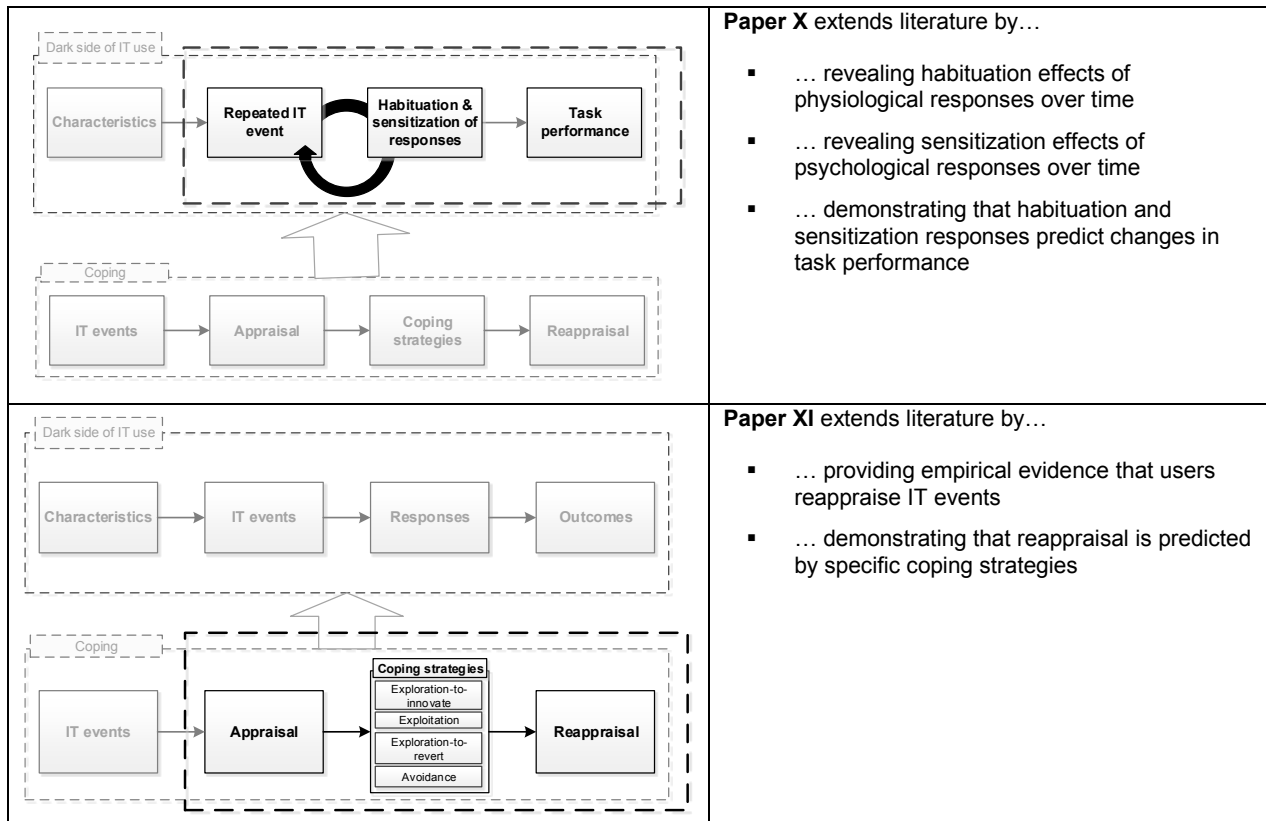 Dark side of IT use
Characteristics
Repeated IT
event
Habituation &
sensitization of
responses
Task
performance
Coping
IT events
Appraisal
Coping
strategies
Reappraisal
Paper X extends literature by…
▪ … revealing habituation effects of
physiological responses over time
▪ … revealing sensitization effects of
psychological responses over time
▪ … demonstrating that habituation and
sensitization responses predict changes in
task performance
Dark side of IT use
Characteristics
IT events
Responses
Outcomes
Coping
IT events
Appraisal
Coping strategies
Exploration-to-
innovate
Exploitation
Exploration-to-
revert
Avoidance
Reappraisal
Paper XI extends literature by…
▪ … providing empirical evidence that users
reappraise IT events
▪ … demonstrating that reappraisal is predicted
by specific coping strategies